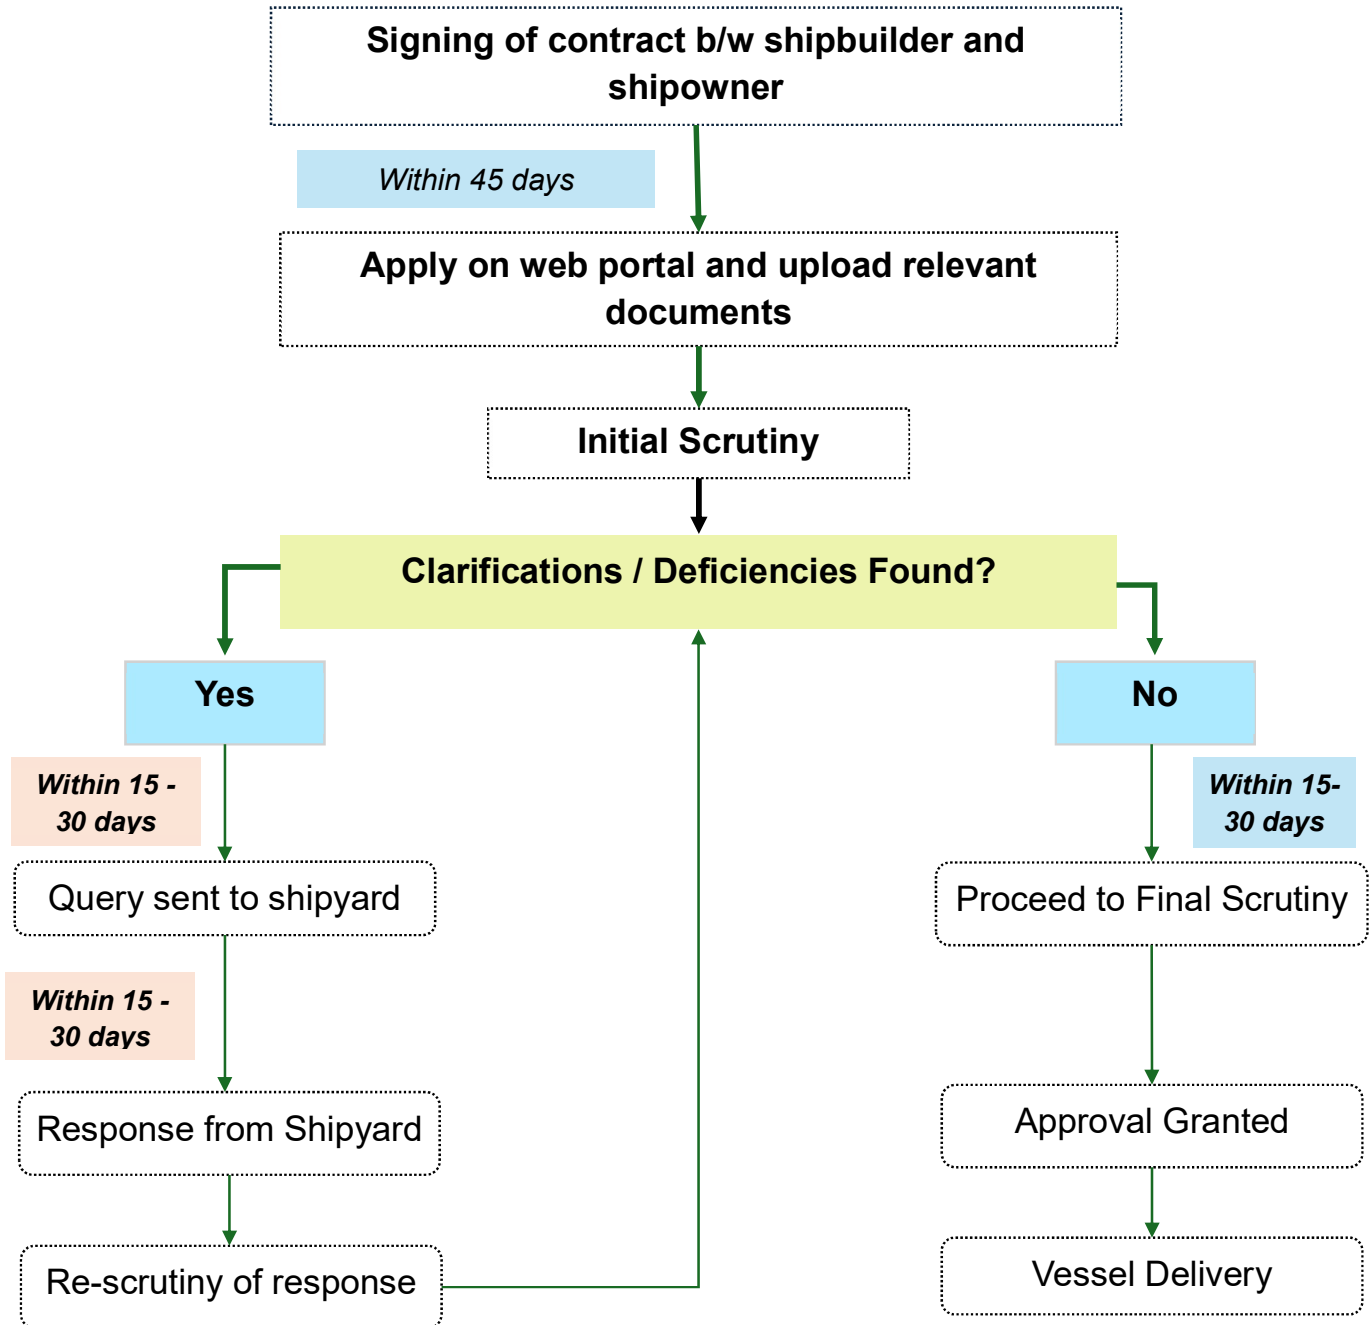 Signing of contract b/w shipbuilder and
shipowner
Within 45 days
Apply on web portal and upload relevant
documents
Initial Scrutiny
Clarifications / Deficiencies Found?
Yes
No
Within 15 -
30 days
Within 15-
30 days
Query sent to shipyard
Proceed to Final Scrutiny
Within 15 -
30 days
Response from Shipyard
Approval Granted
Re-scrutiny of response
Vessel Delivery